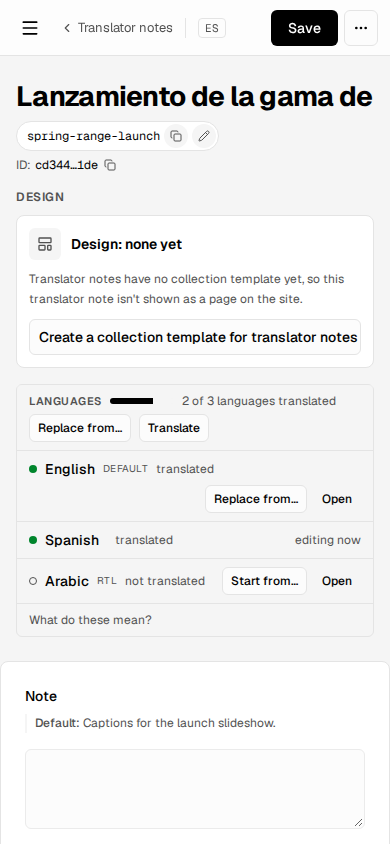 Translator notes
ES
Save
Lanzamiento de la gama de
spring-range-launch
ID: cd344…1de
DESIGN
Design: none yet
Translator notes have no collection template yet, so this
translator note isn't shown as a page on the site.
Create a collection template for translator notes
LANGUAGES 2 of 3 languages translated
Replace from… Translate
English DEFAULT translated
Replace from… Open
Spanish translated editing now
Arabic RTL not translated Start from… Open
What do these mean?
Note
Default: Captions for the launch slideshow.